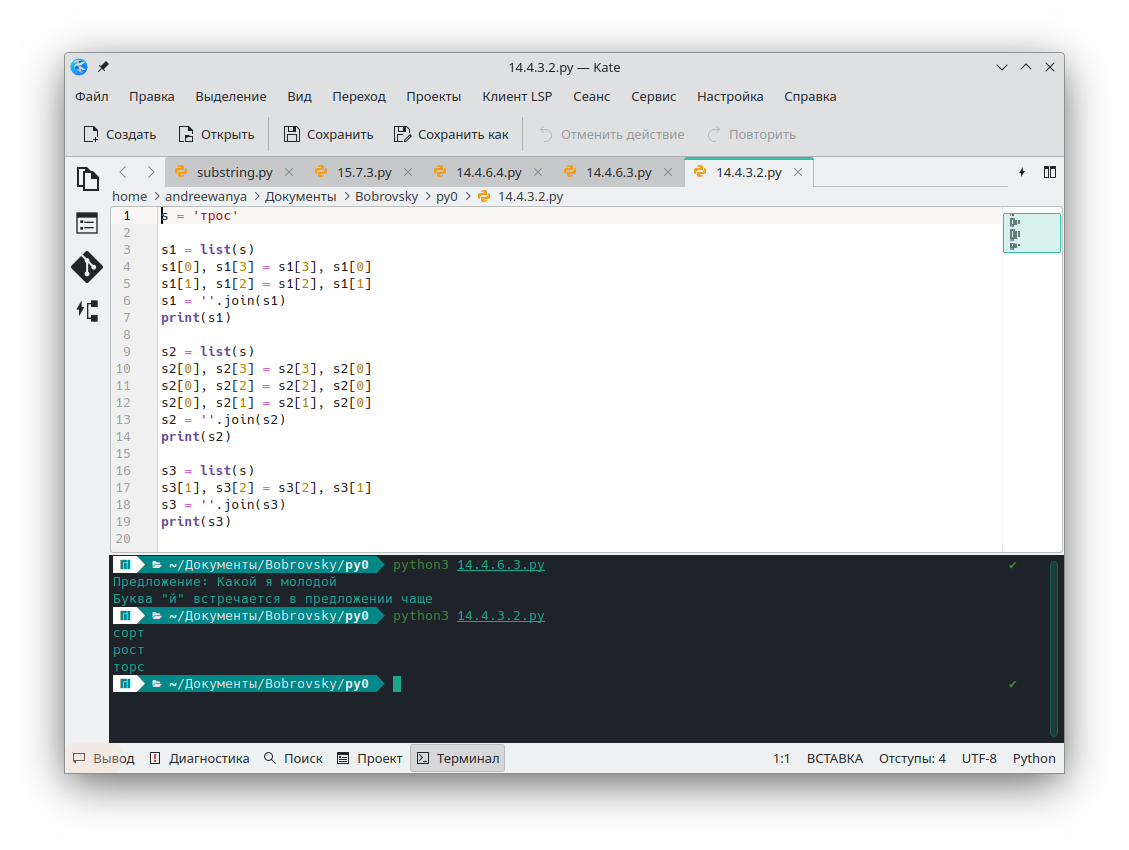 14.4.3.2.py — Kate
Файл Правка Выделение Вид Переход Проекты Клиент LSP Сеанс Сервис Настройка Справка
Создать Открыть Сохранить Сохранить как Отменить действие Повторить
substring.py 15.7.3.py 14.4.6.4.py 14.4.6.3.py 14.4.3.2.py
home > andreewanya > Документы > Bobrovsky > py0 > 14.4.3.2.py
1 s = 'трос'
2
3 s1 = list(s)
4 s1[0], s1[3] = s1[3], s1[0]
5 s1[1], s1[2] = s1[2], s1[1]
6 s1 = ''.join(s1)
7 print(s1)
8
9 s2 = list(s)
10 s2[0], s2[3] = s2[3], s2[0]
11 s2[0], s2[2] = s2[2], s2[0]
12 s2[0], s2[1] = s2[1], s2[0]
13 s2 = ''.join(s2)
14 print(s2)
15
16 s3 = list(s)
17 s3[1], s3[2] = s3[2], s3[1]
18 s3 = ''.join(s3)
19 print(s3)
20
~/Документы/Bobrovsky/py0 python3 14.4.6.3.py ✔
Предложение: Какой я молодой
Буква "й" встречается в предложении чаще
~/Документы/Bobrovsky/py0 python3 14.4.3.2.py
сорт
рост
торс
~/Документы/Bobrovsky/py0 ✔
Вывод Диагностика Поиск Проект Терминал 1:1 ВСТАВКА Отступы: 4 UTF-8 Python